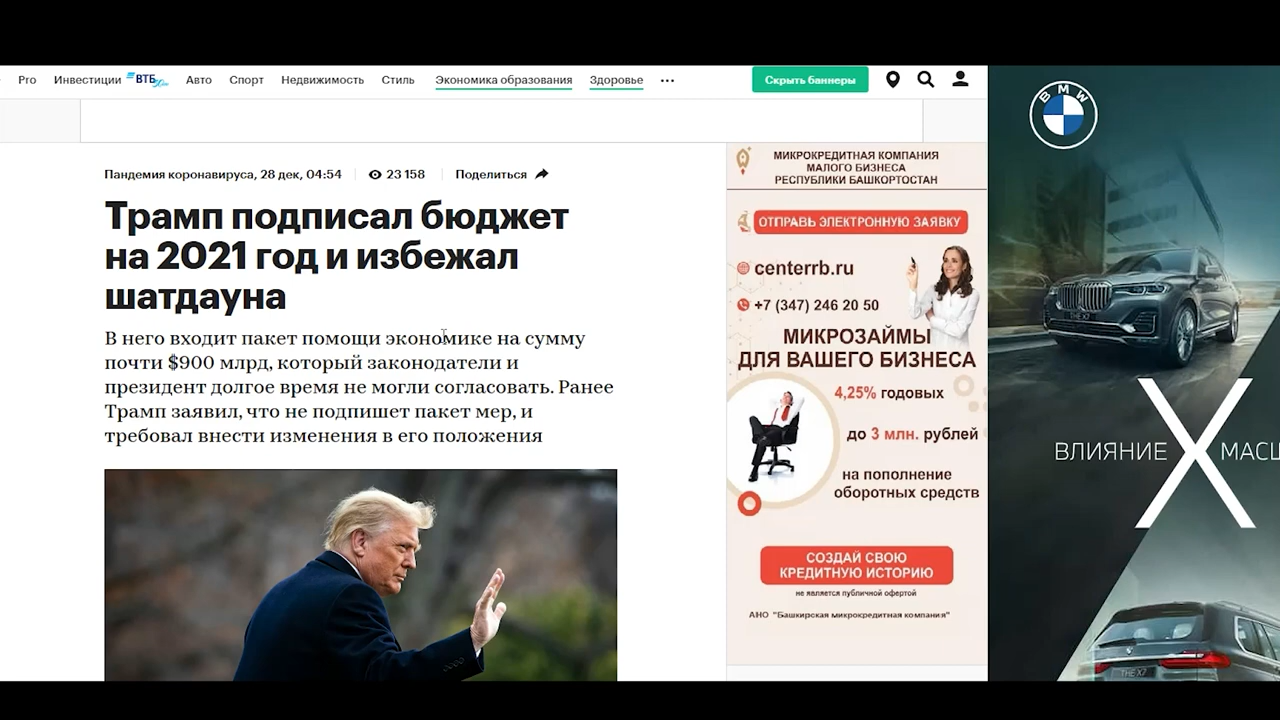 Pro Инвестиции ВТБ Авто Спорт Недвижимость Стиль Экономика образования Здоровье ... Скрыть баннеры
Пандемия коронавируса, 28 дек, 04:54 23 158 Поделиться
Трамп подписал бюджет
на 2021 год и избежал
шатдауна
В него входит пакет помощи экономике на сумму
почти $900 млрд, который законодатели и
президент долгое время не могли согласовать. Ранее
Трамп заявил, что не подпишет пакет мер, и
требовал внести изменения в его положения
МИКРОКРЕДИТНАЯ КОМПАНИЯ
МАЛОГО БИЗНЕСА
РЕСПУБЛИКИ БАШКОРТОСТАН
ОТПРАВЬ ЭЛЕКТРОННУЮ ЗАЯВКУ
centerrb.ru
+7 (347) 246 20 50
МИКРОЗАЙМЫ
ДЛЯ ВАШЕГО БИЗНЕСА
4,25% годовых
до 3 млн. рублей
на пополнение
оборотных средств
СОЗДАЙ СВОЮ
КРЕДИТНУЮ ИСТОРИЮ
не является публичной офертой
АНО "Башкирская микрокредитная компания"
BMW
THE X7
ВЛИЯНИЕ X МАСШ
THE X7